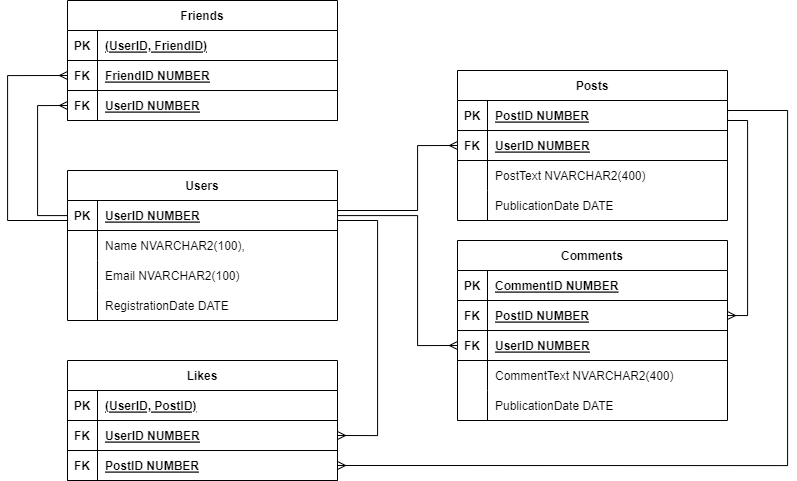 Friends
PK (UserID, FriendID)
FK FriendID NUMBER
FK UserID NUMBER
Users
PK UserID NUMBER
Name NVARCHAR2(100),
Email NVARCHAR2(100)
RegistrationDate DATE
Likes
PK (UserID, PostID)
FK UserID NUMBER
FK PostID NUMBER
Posts
PK PostID NUMBER
FK UserID NUMBER
PostText NVARCHAR2(400)
PublicationDate DATE
Comments
PK CommentID NUMBER
FK PostID NUMBER
FK UserID NUMBER
CommentText NVARCHAR2(400)
PublicationDate DATE